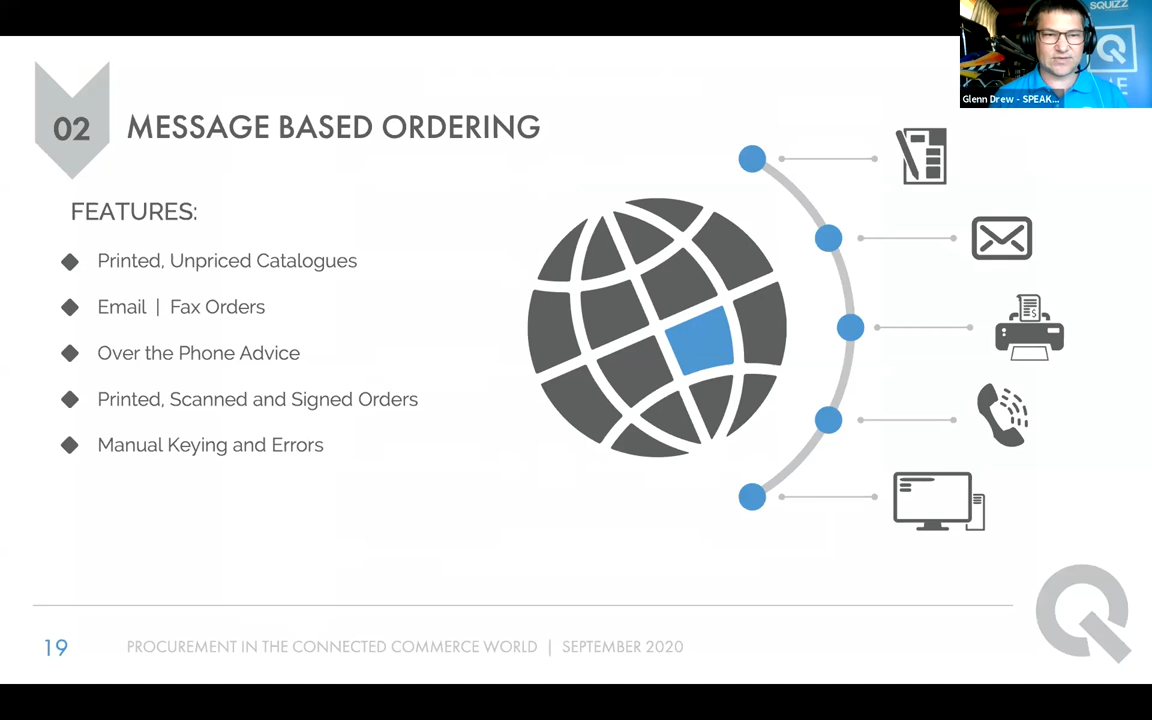 SQUIZZ
Glenn Drew - SPEAK...
02
MESSAGE BASED ORDERING
FEATURES:
Printed, Unpriced Catalogues
Email | Fax Orders
Over the Phone Advice
Printed, Scanned and Signed Orders
Manual Keying and Errors
$
19
PROCUREMENT IN THE CONNECTED COMMERCE WORLD | SEPTEMBER 2020